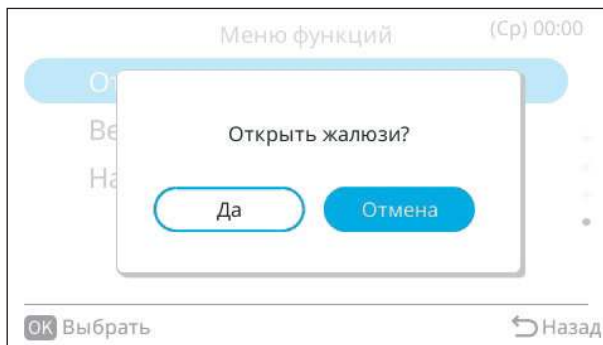 Меню функций
(Ср) 00:00
Открыть жалюзи?
Да
Отмена
OK Выбрать
Назад